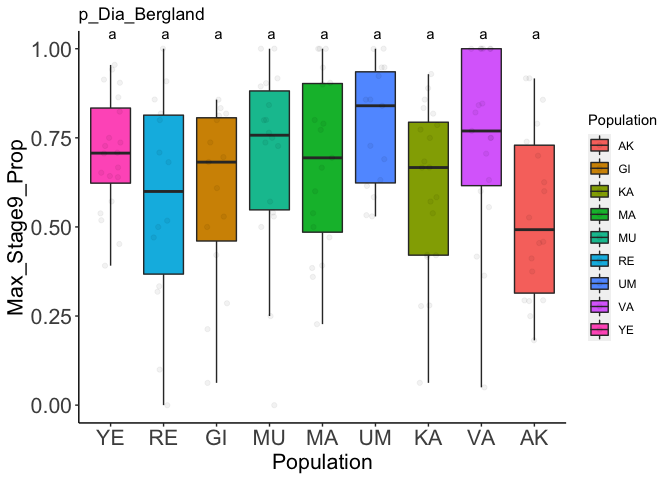 p_Dia_Bergland
a a a a a a a a a
1.00
0.75
0.50
0.25
0.00
Max_Stage9_Prop
YE RE GI MU MA UM KA VA AK
Population
Population
AK
GI
KA
MA
MU
RE
UM
VA
YE